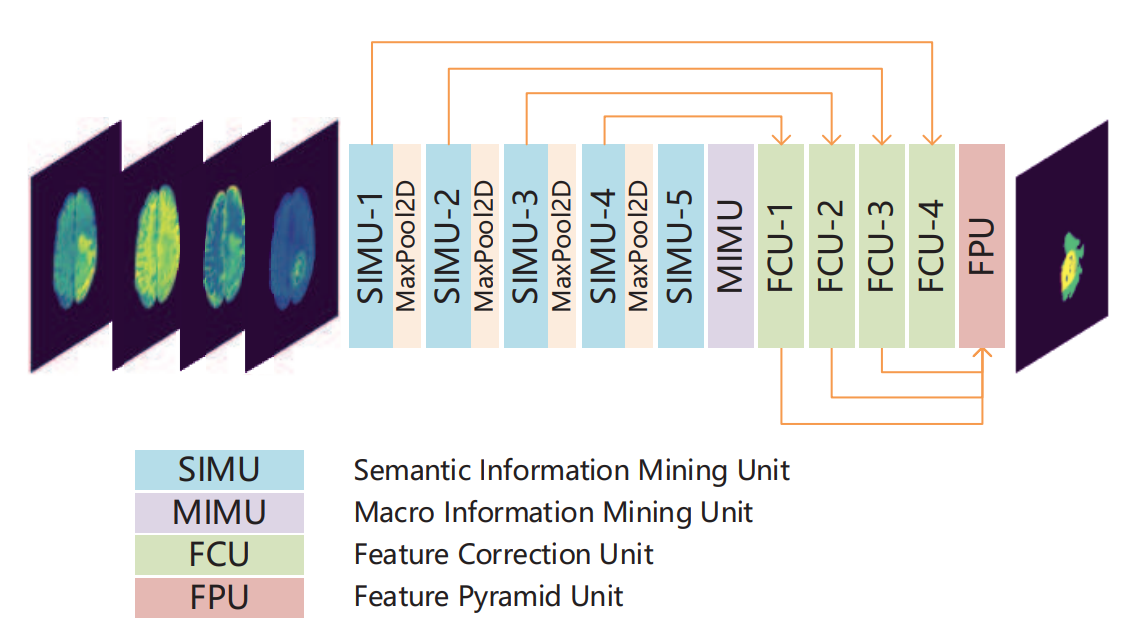 SIMU-1
MaxPool2D
SIMU-2
MaxPool2D
SIMU-3
MaxPool2D
SIMU-4
MaxPool2D
SIMU-5
MIMU
FCU-1
FCU-2
FCU-3
FCU-4
FPU
SIMU Semantic Information Mining Unit
MIMU Macro Information Mining Unit
FCU Feature Correction Unit
FPU Feature Pyramid Unit